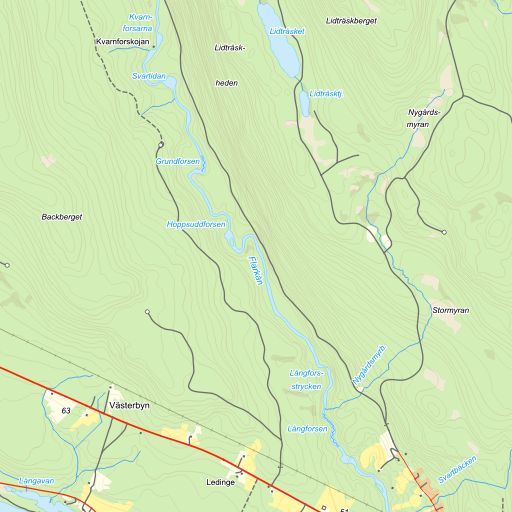 Kvarn-
forsarna
Lidträskberget
Lidträsket
Kvarnforskojan
Lidträsk-
heden
Svartidan
Lidträsktj
Nygårds-
myran
Grundforsen
Backberget
Hoppsuddforsen
Flarkån
Stormyran
Långfors-
strycken
Nygårdsmyrb.
63
Västerbyn
Långforsen
Svartbäcken
Långavan
Ledinge
51